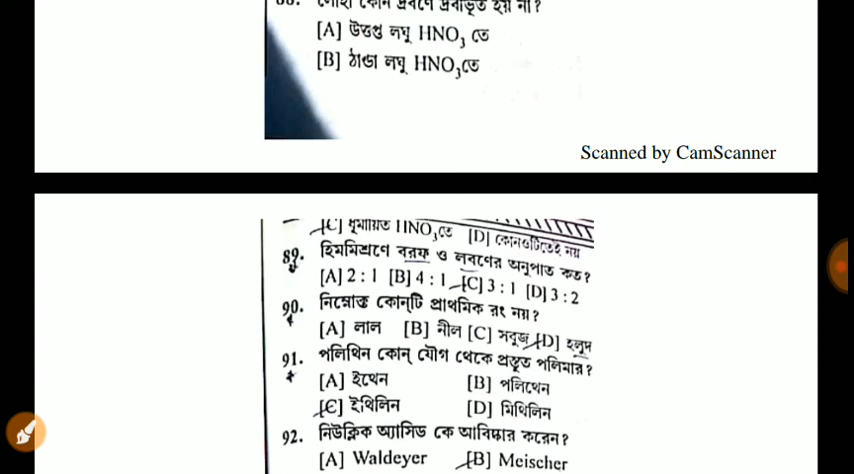 88. লোহা কোন দ্রবণে দ্রবীভূত হয় না?
[A] উত্তপ্ত লঘু HNO3 তে
[B] ঠাণ্ডা লঘু HNO3তে
Scanned by CamScanner
[C] ধূমায়িত HNO3তে [D] কোনওটিতেই নয়
89. হিমমিশ্রণে বরফ ও লবণের অনুপাত কত?
[A] 2 : 1 [B] 4 : 1 [C] 3 : 1 [D] 3 : 2
90. নিম্নোক্ত কোন্‌টি প্রাথমিক রং নয়?
[A] লাল [B] নীল [C] সবুজ [D] হলুদ
91. পলিথিন কোন্ যৌগ থেকে প্রস্তুত পলিমার?
[A] ইথেন [B] পলিথেন
[C] ইথিলিন [D] মিথিলিন
92. নিউক্লিক অ্যাসিড কে আবিষ্কার করেন?
[A] Waldeyer [B] Meischer